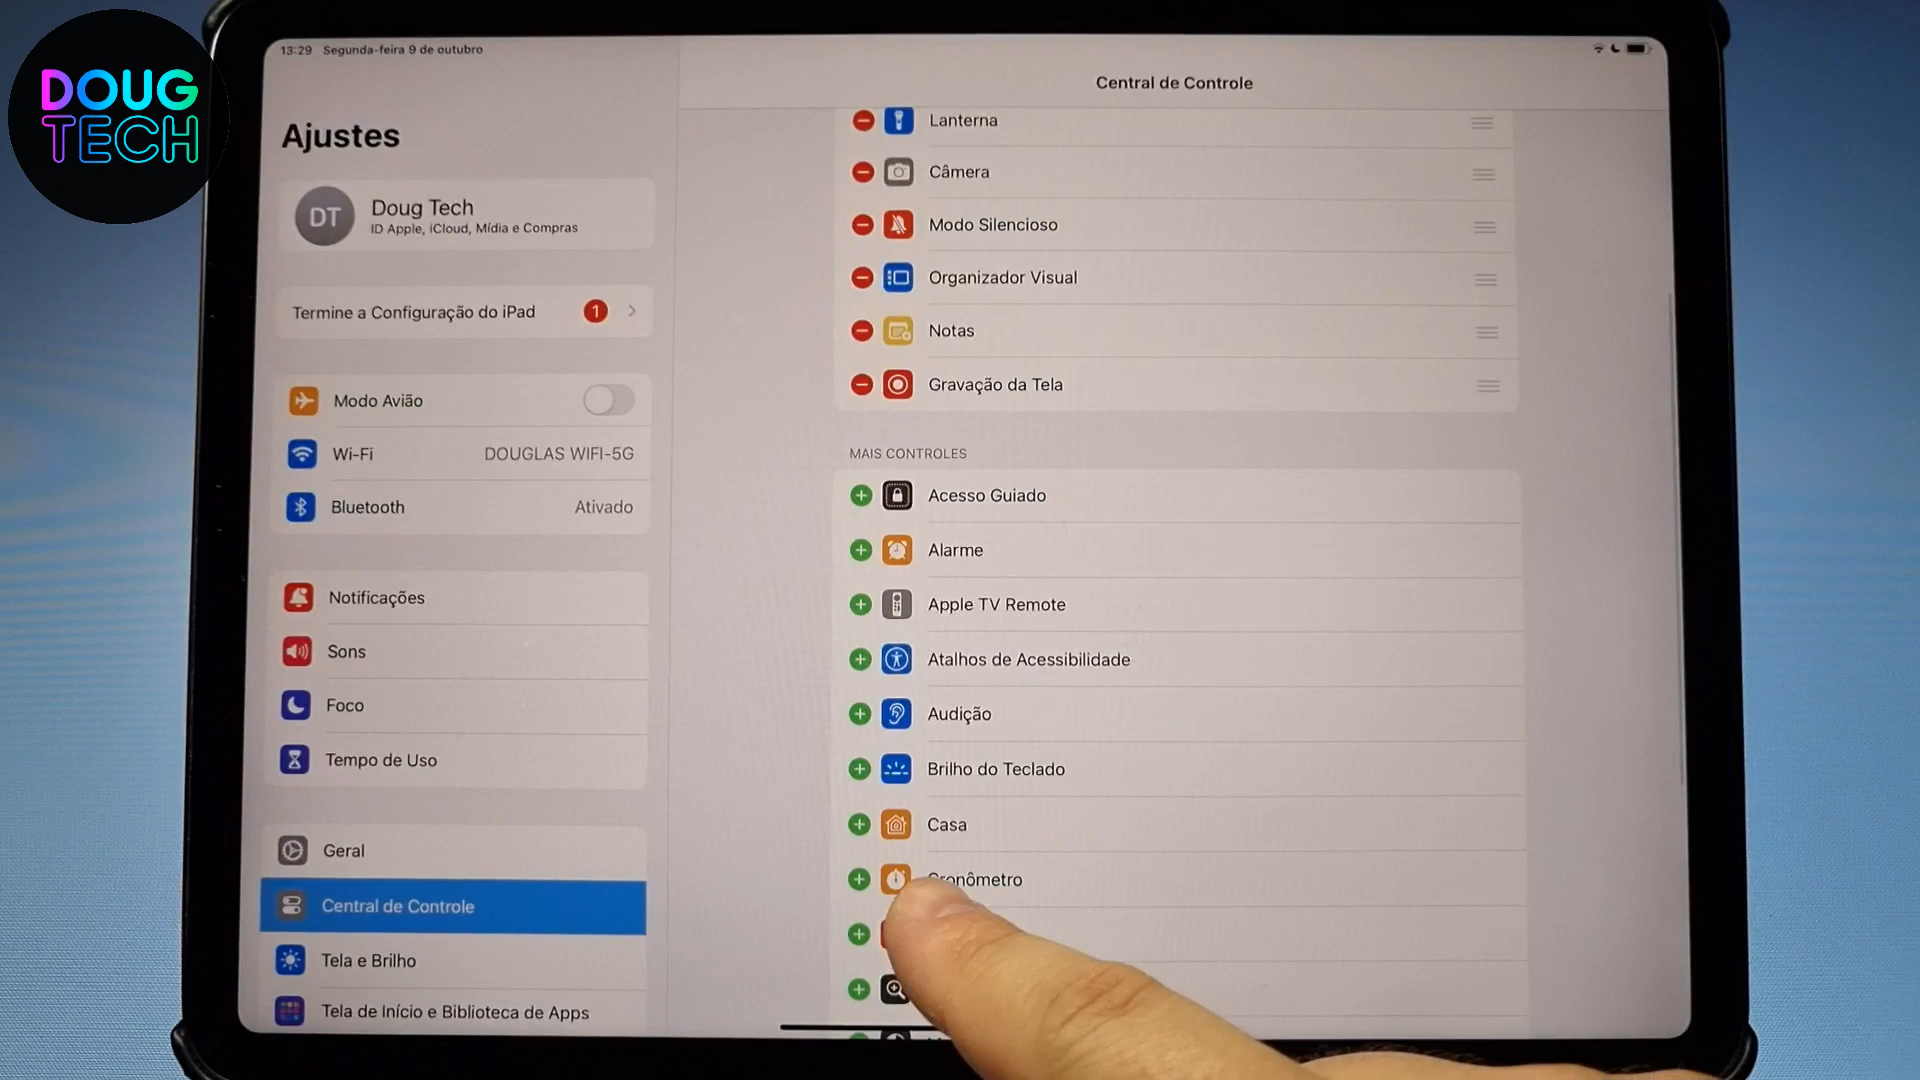 DOUG
TECH
13:29 Segunda-feira 9 de outubro
Ajustes
DT
Doug Tech
ID Apple, iCloud, Mídia e Compras
Termine a Configuração do iPad 1
Modo Avião
Wi-Fi DOUGLAS WIFI-5G
Bluetooth Ativado
Notificações
Sons
Foco
Tempo de Uso
Geral
Central de Controle
Tela e Brilho
Tela de Início e Biblioteca de Apps
Central de Controle
Lanterna
Câmera
Modo Silencioso
Organizador Visual
Notas
Gravação da Tela
MAIS CONTROLES
Acesso Guiado
Alarme
Apple TV Remote
Atalhos de Acessibilidade
Audição
Brilho do Teclado
Casa
Cronômetro